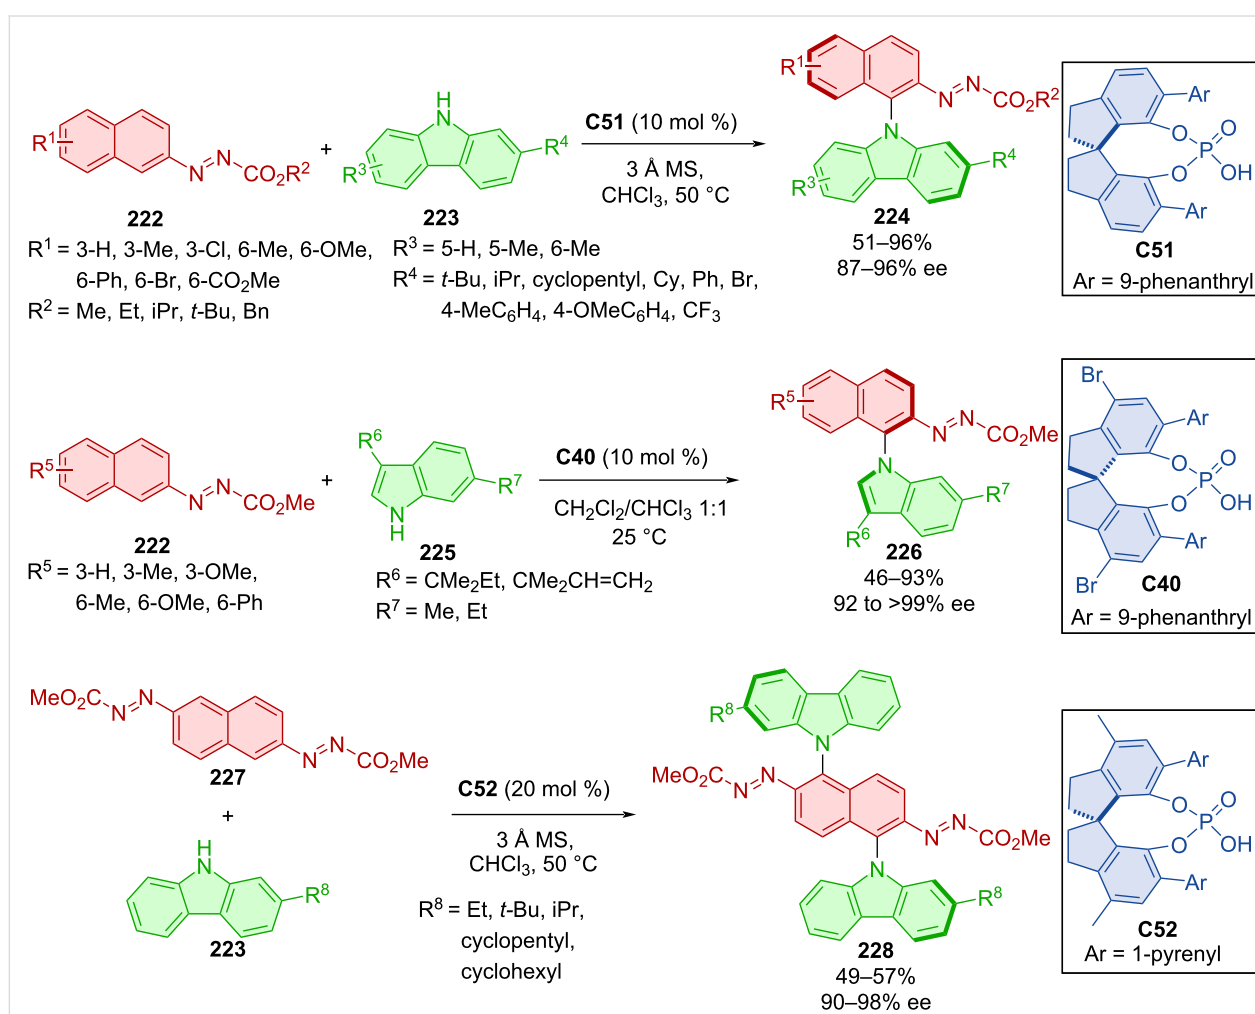 R¹
N
N
CO₂R²
+
H
N
R³
R⁴
C51 (10 mol %)
3 Å MS,
CHCl₃, 50 °C
R¹
N
N
CO₂R²
N
R³
R⁴
Ar
O
O
P
O
OH
Ar
C51
Ar = 9-phenanthryl
222
223
224
51–96%
87–96% ee
R¹ = 3-H, 3-Me, 3-Cl, 6-Me, 6-OMe,
6-Ph, 6-Br, 6-CO₂Me
R² = Me, Et, iPr, t-Bu, Bn
R³ = 5-H, 5-Me, 6-Me
R⁴ = t-Bu, iPr, cyclopentyl, Cy, Ph, Br,
4-MeC6H4, 4-OMeC6H4, CF3
R⁵
N
N
CO₂Me
+
R⁶
R⁷
N
H
C40 (10 mol %)
CH₂Cl₂/CHCl₃ 1:1
25 °C
R⁵
N
N
CO₂Me
N
R⁷
R⁶
Br
Ar
O
O
P
O
OH
Ar
Br
C40
Ar = 9-phenanthryl
222
225
226
46–93%
92 to >99% ee
R⁵ = 3-H, 3-Me, 3-OMe,
6-Me, 6-OMe, 6-Ph
R⁶ = CMe₂Et, CMe₂CH=CH₂
R⁷ = Me, Et
MeO₂C
N
N
N
N
CO₂Me
227
+
H
N
R⁸
223
C52 (20 mol %)
3 Å MS,
CHCl₃, 50 °C
R⁸ = Et, t-Bu, iPr,
cyclopentyl,
cyclohexyl
R⁸
N
MeO₂C
N
N
N
N
CO₂Me
N
R⁸
228
49–57%
90–98% ee
Ar
O
O
P
O
OH
Ar
C52
Ar = 1-pyrenyl